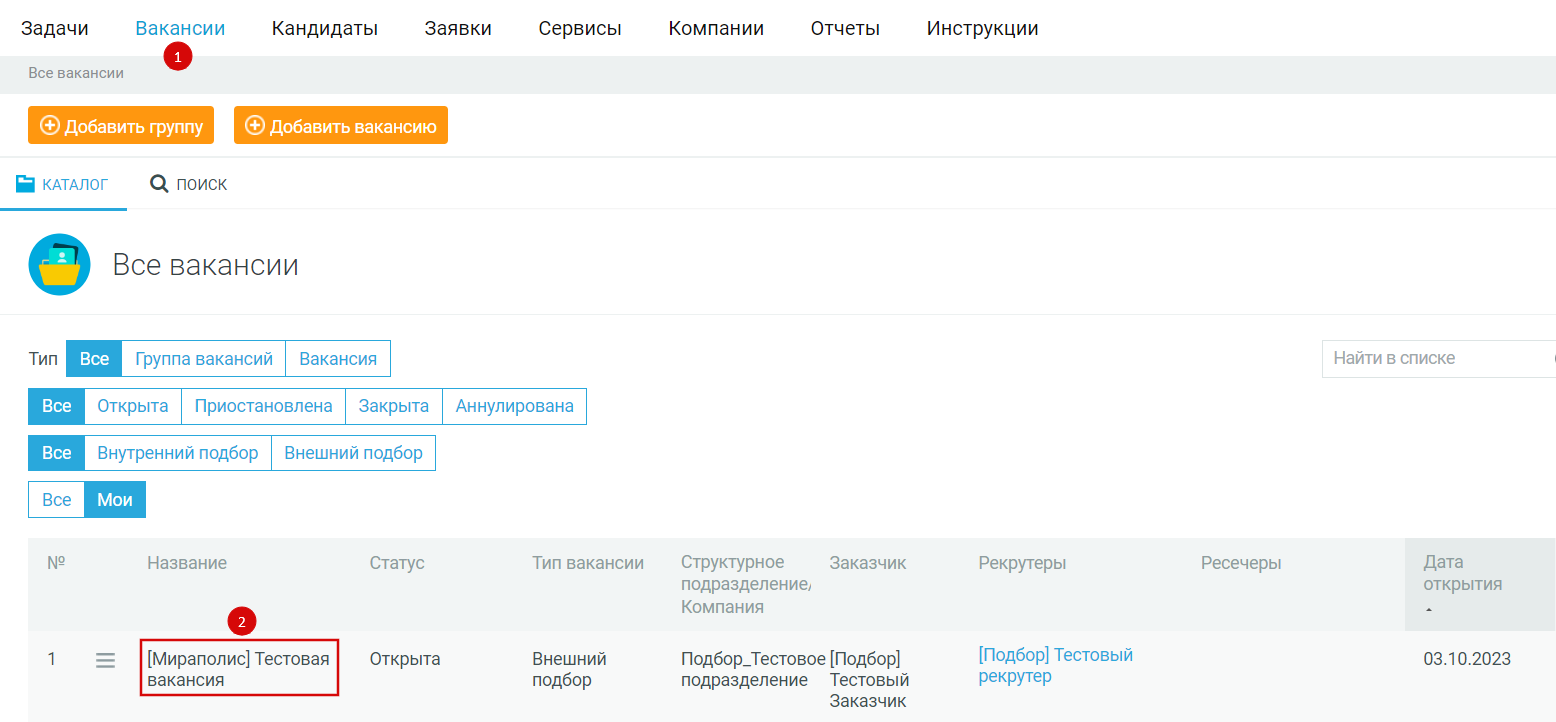 Задачи Вакансии Кандидаты Заявки Сервисы Компании Отчеты Инструкции
1
Все вакансии
Добавить группу Добавить вакансию
КАТАЛОГ ПОИСК
Все вакансии
Тип Все Группа вакансий Вакансия Найти в списке
Все Открыта Приостановлена Закрыта Аннулирована
Все Внутренний подбор Внешний подбор
Все Мои
№ Название Статус Тип вакансии Структурное подразделение/ Компания Заказчик Рекрутеры Ресечеры Дата открытия
2
1 [Мираполис] Тестовая вакансия Открыта Внешний подбор Подбор_Тестовое подразделение [Подбор] Тестовый Заказчик [Подбор] Тестовый рекрутер 03.10.2023